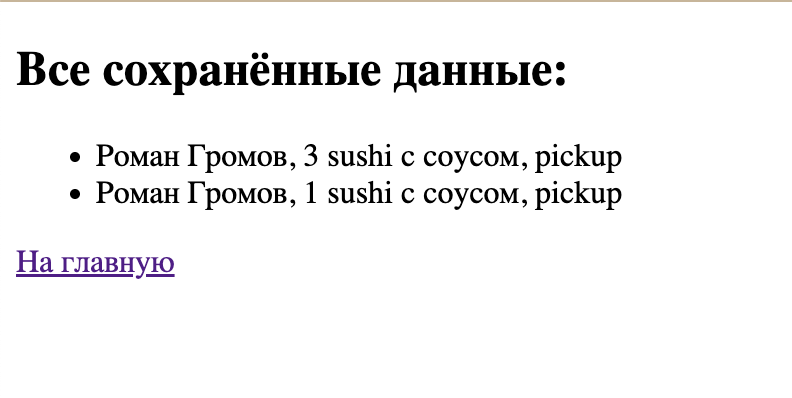 Все сохранённые данные:
Роман Громов, 3 sushi с соусом, pickup
Роман Громов, 1 sushi с соусом, pickup
На главную